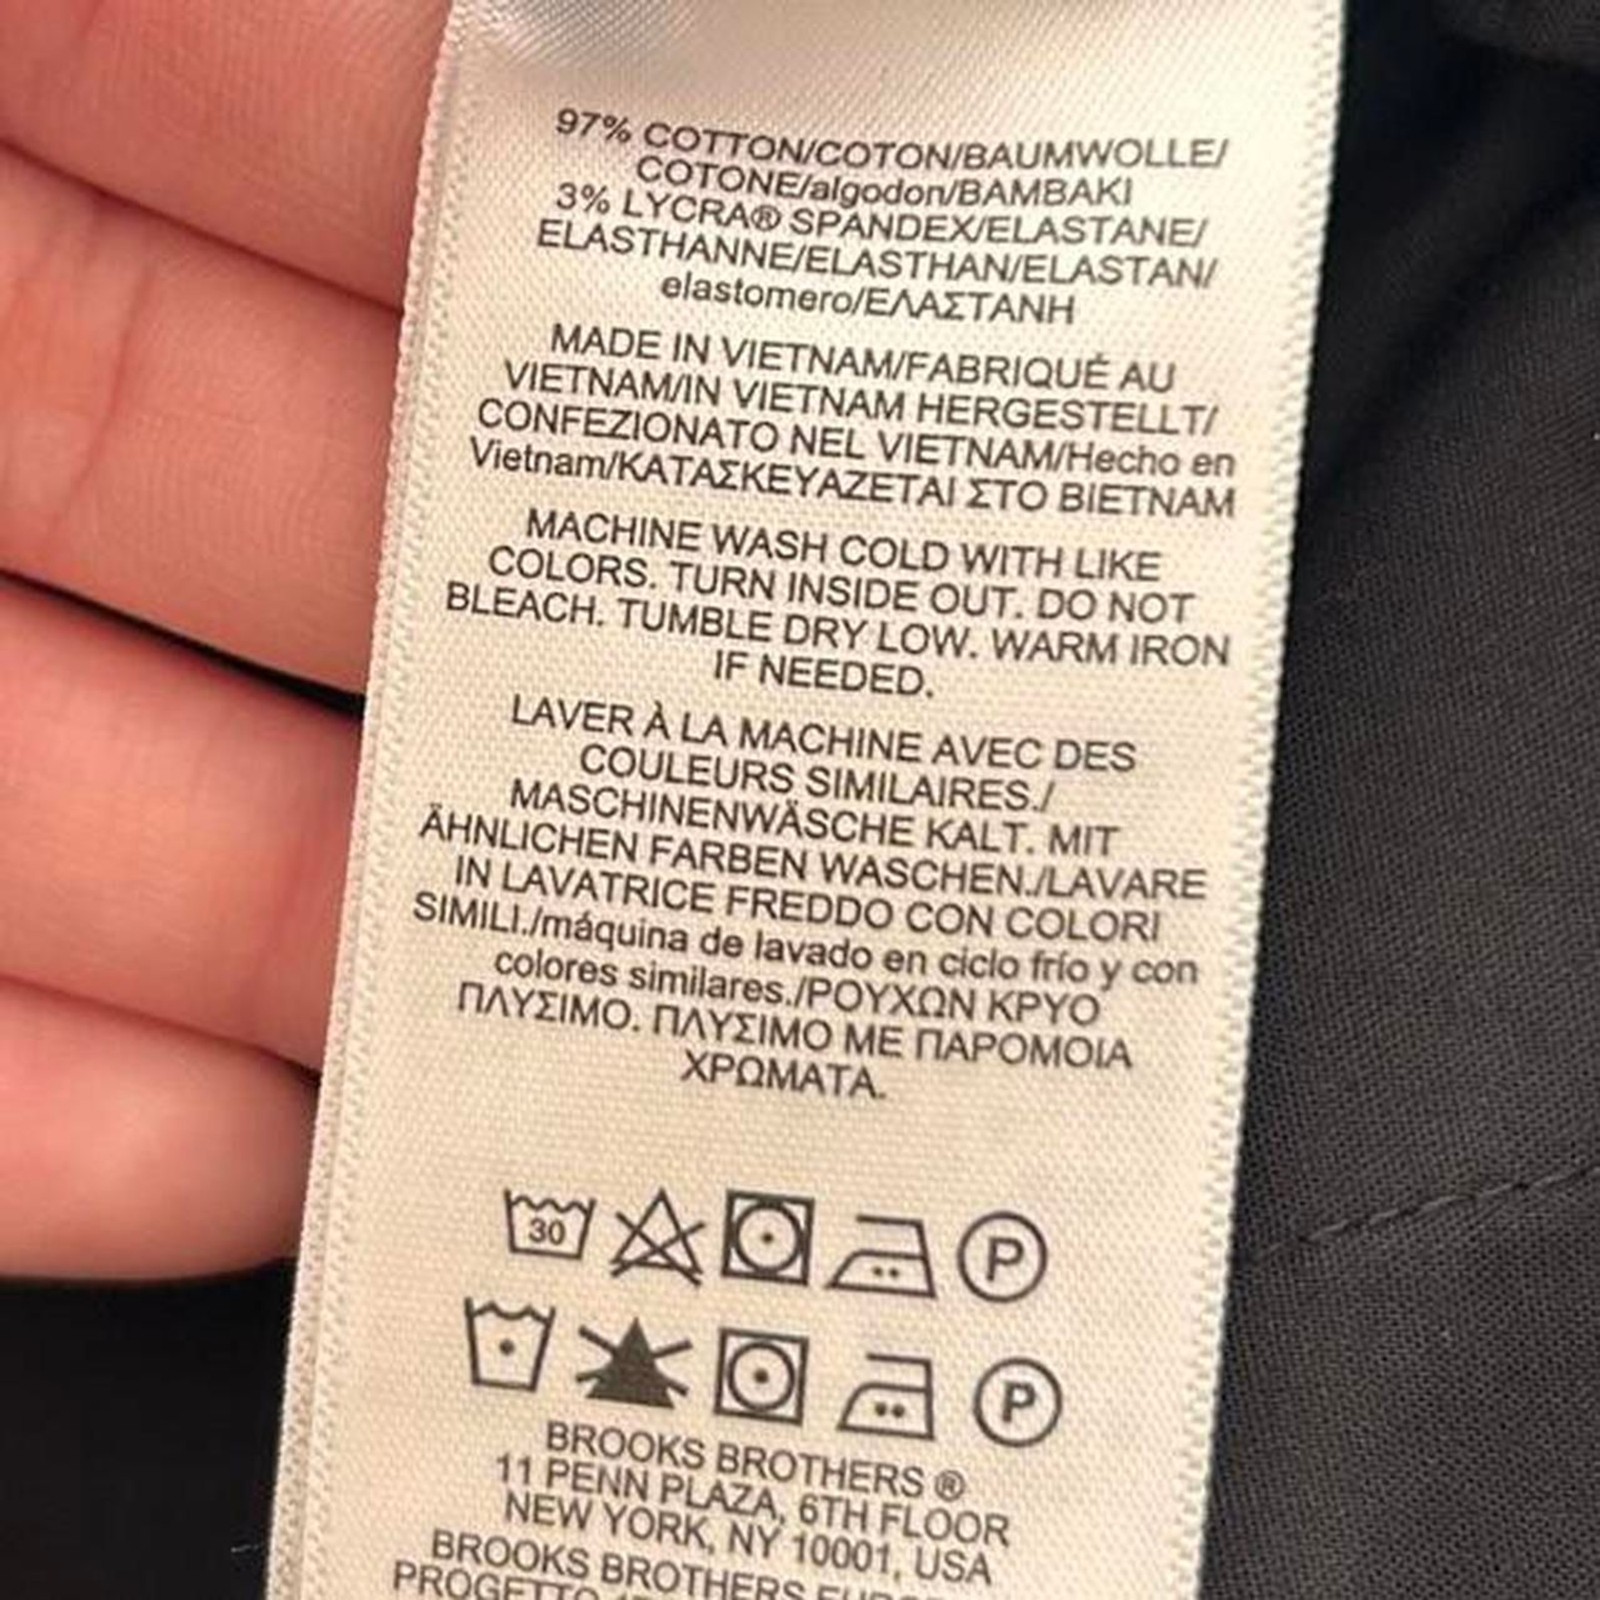 97% COTTON/COTON/BAUMWOLLE/
COTONE/algodon/BAMBAKI
3% LYCRA® SPANDEX/ELASTANE/
ELASTHANNE/ELASTHAN/ELASTAN/
elastomero/ΕΛΑΣΤΑΝΗ
MADE IN VIETNAM/FABRIQUÉ AU
VIETNAM/IN VIETNAM HERGESTELLT/
CONFEZIONATO NEL VIETNAM/Hecho en
Vietnam/ΚΑΤΑΣΚΕΥΑΖΕΤΑΙ ΣΤΟ ΒΙΕΤΝΑΜ
MACHINE WASH COLD WITH LIKE
COLORS. TURN INSIDE OUT. DO NOT
BLEACH. TUMBLE DRY LOW. WARM IRON
IF NEEDED.
LAVER À LA MACHINE AVEC DES
COULEURS SIMILAIRES./
MASCHINENWÄSCHE KALT. MIT
ÄHNLICHEN FARBEN WASCHEN./LAVARE
IN LAVATRICE FREDDO CON COLORI
SIMILI./máquina de lavado en ciclo frío y con
colores similares./ΡΟΥΧΩΝ ΚΡΥΟ
ΠΛΥΣΙΜΟ. ΠΛΥΣΙΜΟ ΜΕ ΠΑΡΟΜΟΙΑ
ΧΡΩΜΑΤΑ.
30 P
P
BROOKS BROTHERS ®
11 PENN PLAZA, 6TH FLOOR
NEW YORK, NY 10001, USA
BROOKS BROTHERS
PROGETTO